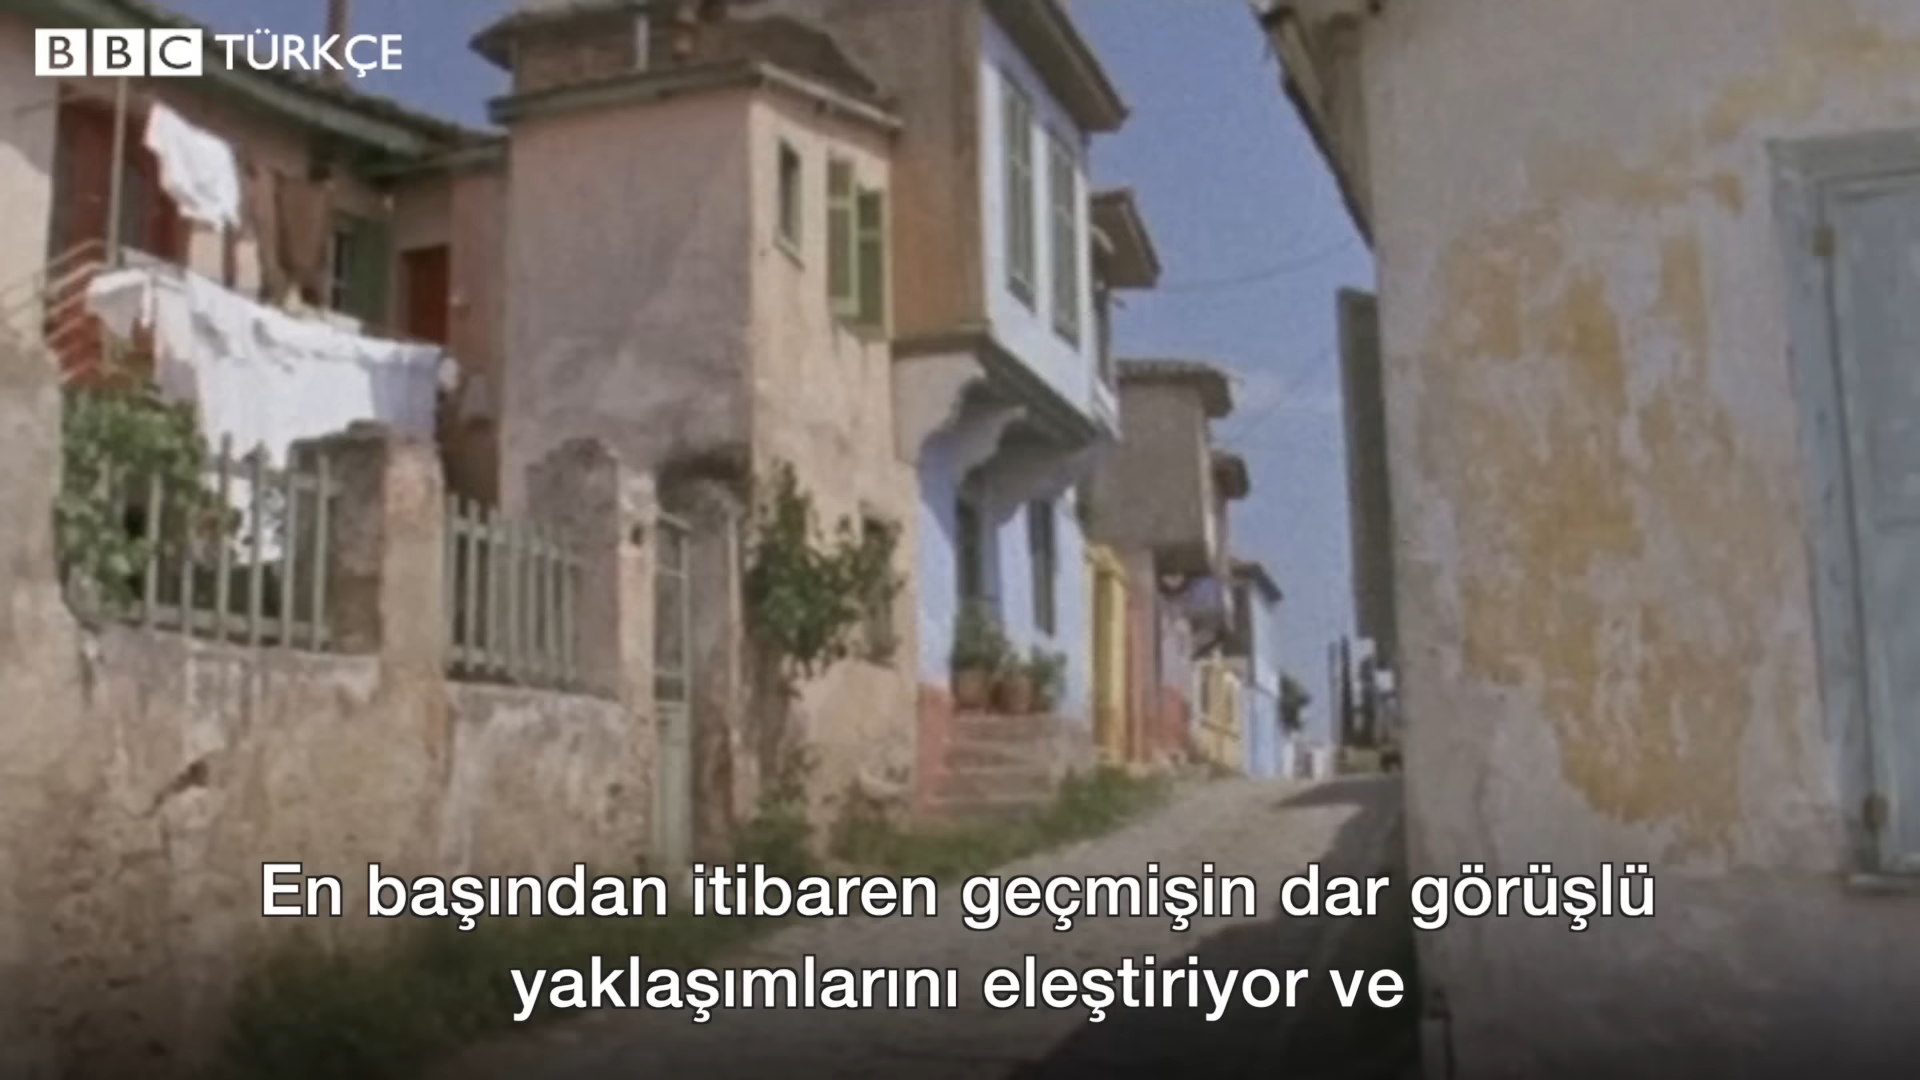 BBC TÜRKÇE
En başından itibaren geçmişin dar görüşlü
yaklaşımlarını eleştiriyor ve